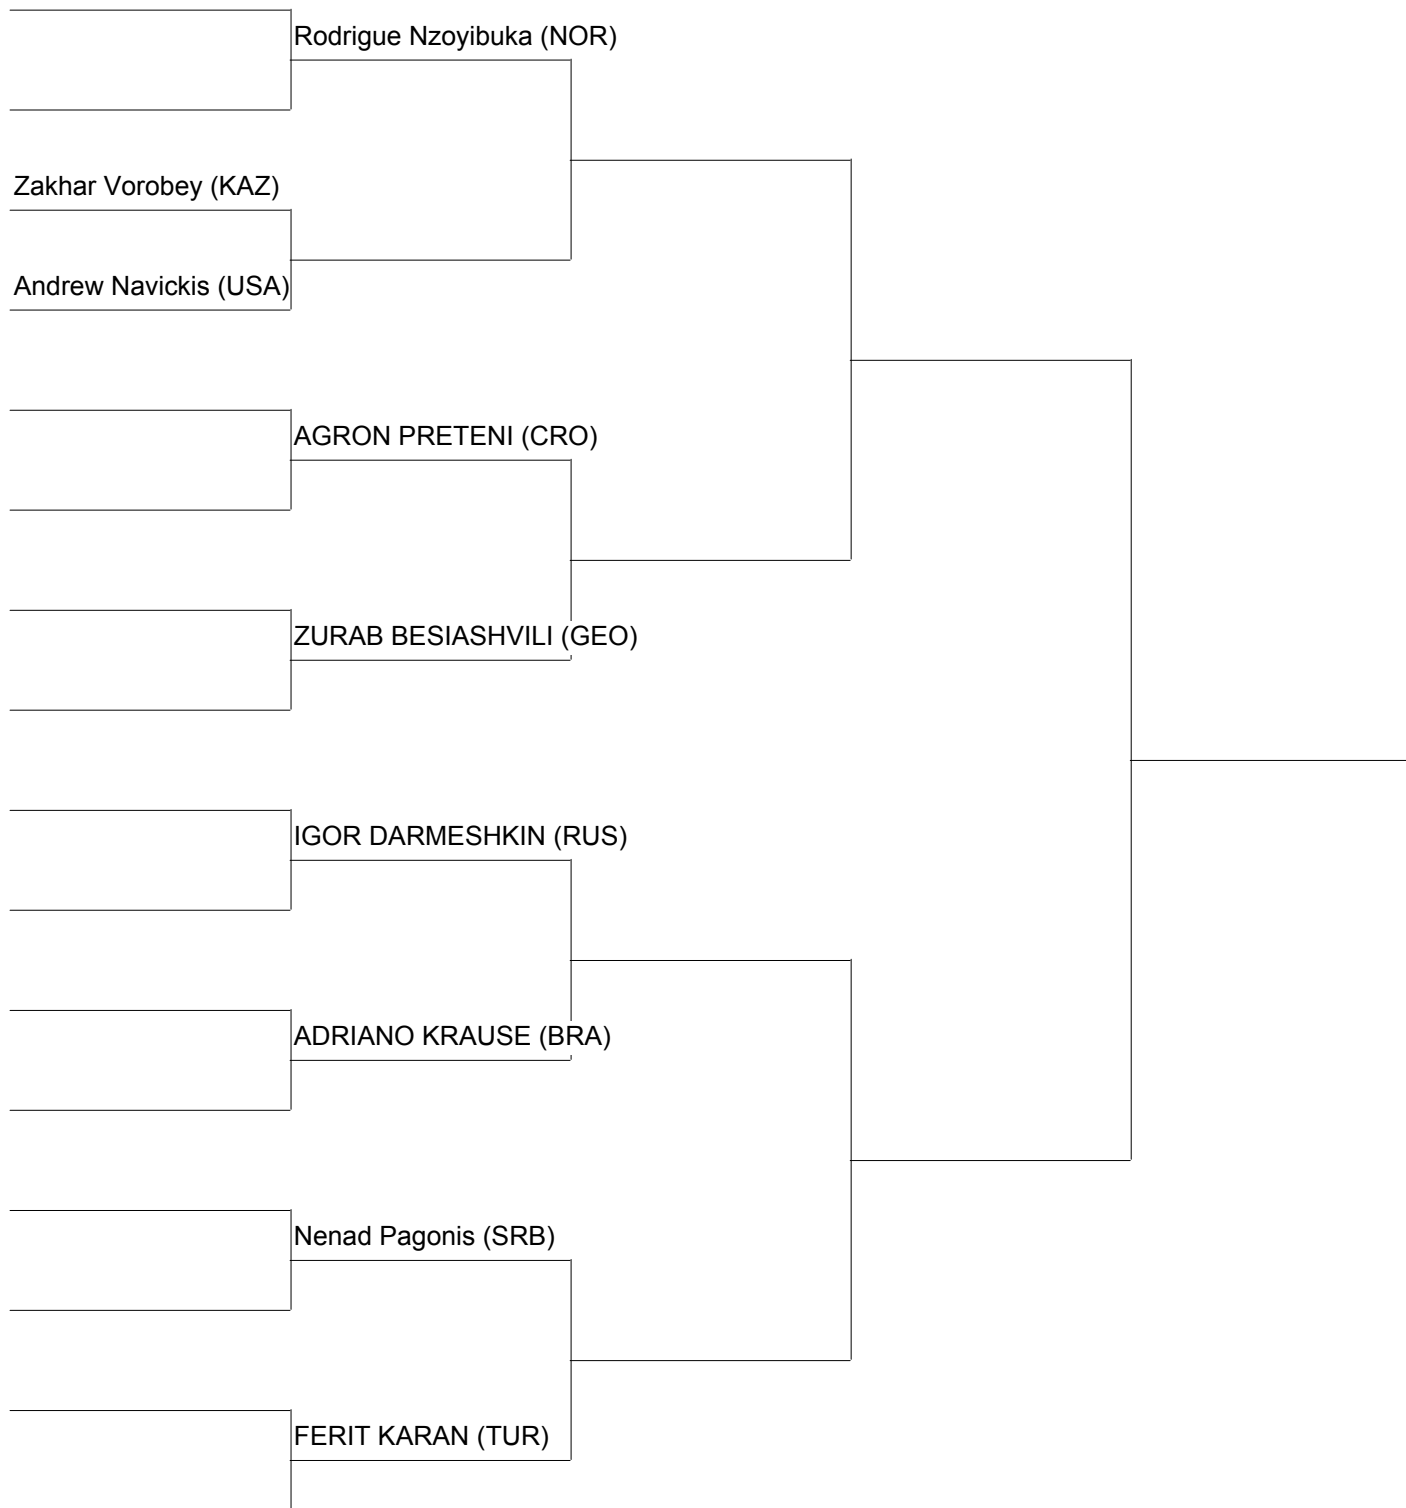 Rodrigue Nzoyibuka (NOR)
Zakhar Vorobey (KAZ)
Andrew Navickis (USA)
AGRON PRETENI (CRO)
ZURAB BESIASHVILI (GEO)
IGOR DARMESHKIN (RUS)
ADRIANO KRAUSE (BRA)
Nenad Pagonis (SRB)
FERIT KARAN (TUR)